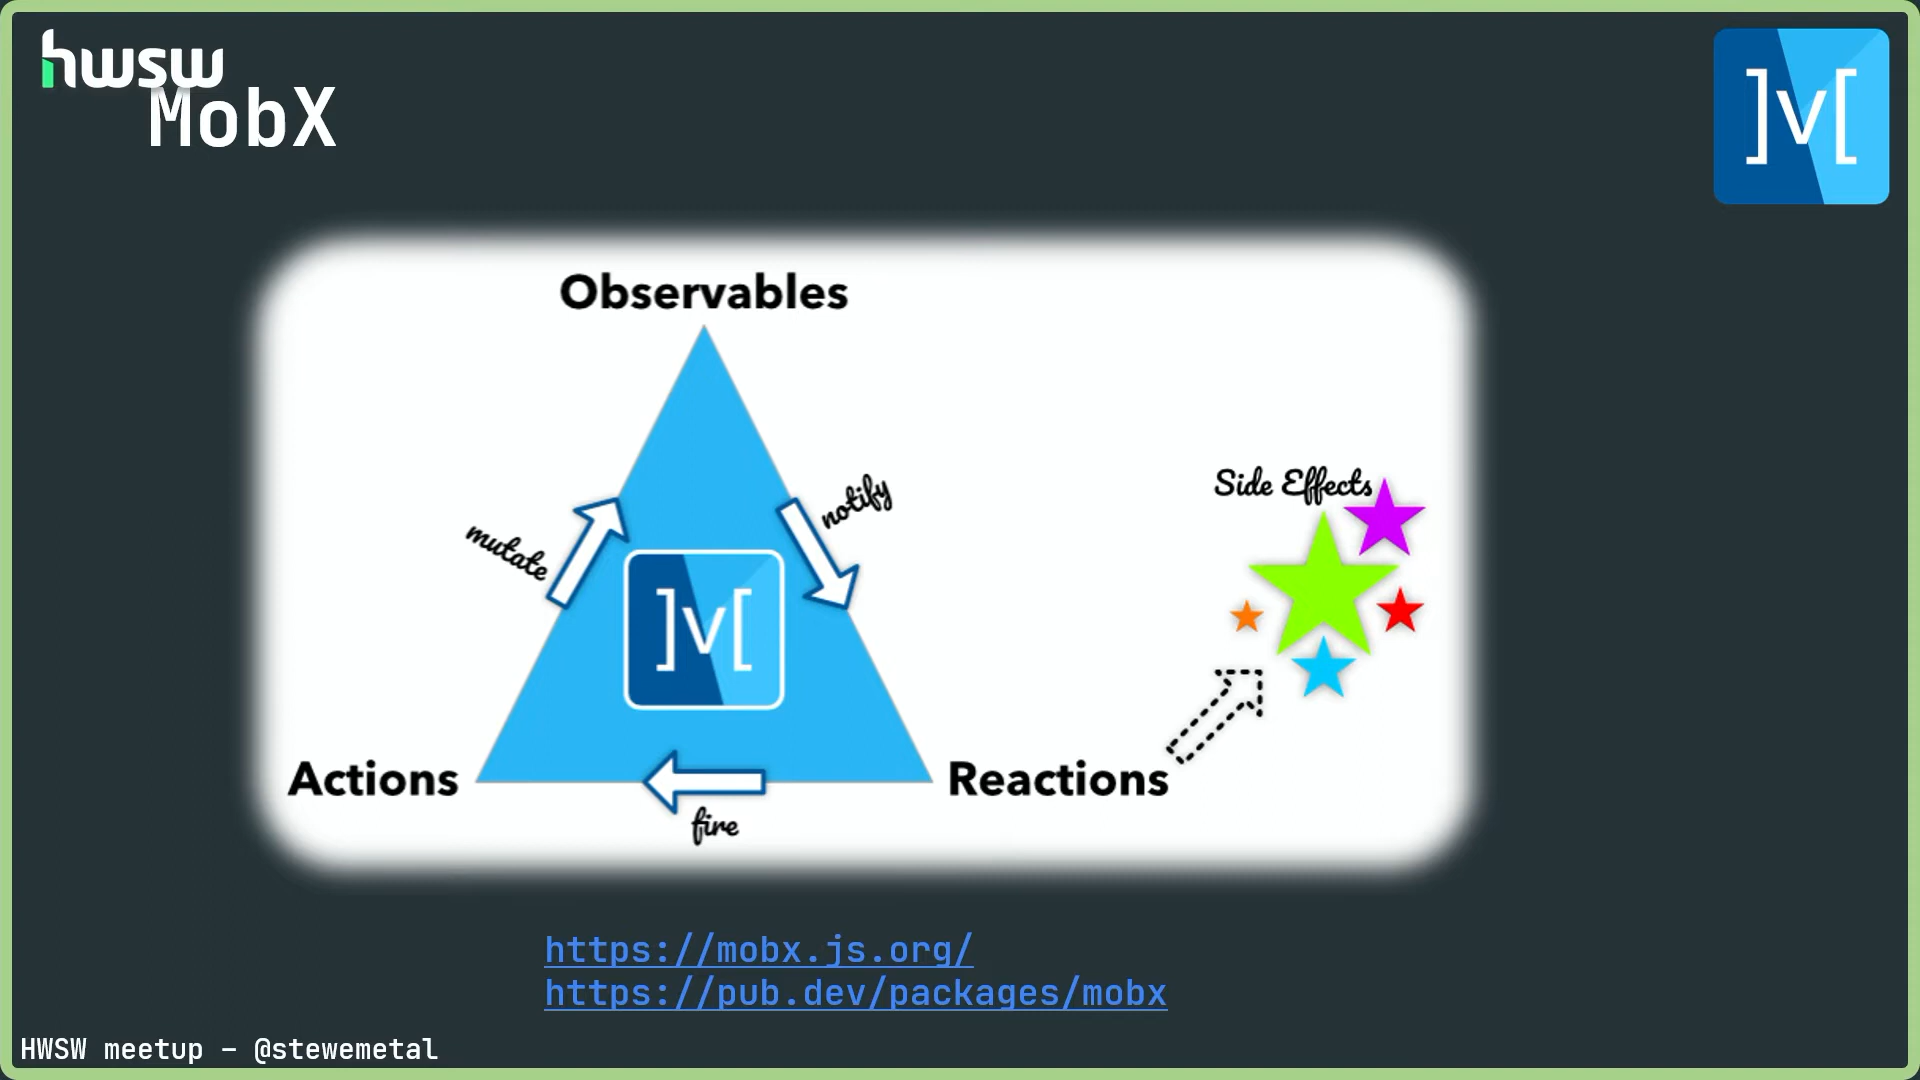 hwsw
MobX
]v[
Observables
mutate
notify
Side Effects
]v[
Actions
Reactions
fire
https://mobx.js.org/
https://pub.dev/packages/mobx
HWSW meetup - @stewemetal